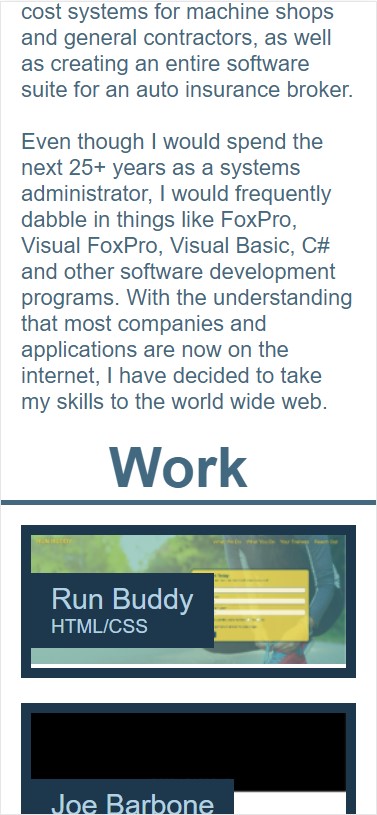 cost systems for machine shops
and general contractors, as well
as creating an entire software
suite for an auto insurance broker.
Even though I would spend the
next 25+ years as a systems
administrator, I would frequently
dabble in things like FoxPro,
Visual FoxPro, Visual Basic, C#
and other software development
programs. With the understanding
that most companies and
applications are now on the
internet, I have decided to take
my skills to the world wide web.
Work
Run Buddy
HTML/CSS
Joe Barbone